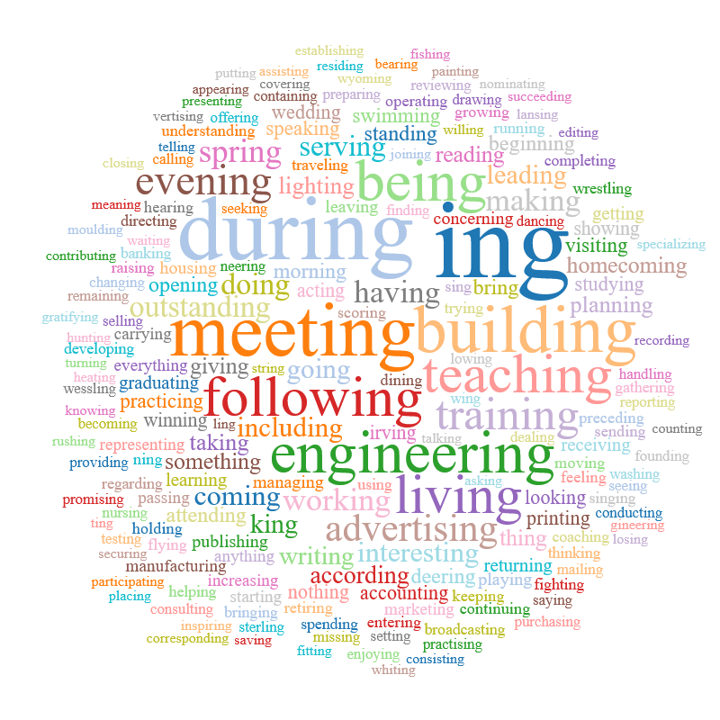 establishing fishing
residing bearing
putting assisting wyoming painting
appearing covering reviewing nominating
presenting containing preparing operating drawing succeeding
vertising offering wedding swimming growing lansing
understanding speaking standing willing running editing
telling spring serving joining reading beginning
closing calling traveling completing
evening lighting being leading wrestling
meaning hearing seeking leaving finding making getting
directing during concerning dancing showing
moulding waiting ing visiting specializing
contributing banking neering morning homecoming
raising housing
changing opening doing acting having sing bring studying
remaining outstanding scoring trying planning
gratifying selling meeting building recording
hunting carrying
developing lowing
turning everything giving string going dining teaching handling
heating graduating gathering
wessling practicing following wing reporting
knowing winning ling including training preceding
becoming irving sending counting
rushing representing taking talking dealing receiving founding
providing ning something engineering moving
regarding learning managing using asking feeling washing
promising passing coming working living looking seeing
nursing attending singing conducting
ting holding king advertising thing printing coaching gineering
testing flying publishing losing
securing anything writing interesting thinking
manufacturing according deering returning mailing
participating increasing playing fighting
placing helping starting nothing accounting keeping saying
consulting bringing retiring marketing continuing
inspiring sterling spending entering purchasing
corresponding saving missing setting broadcasting
fitting enjoying practising
consisting
whiting